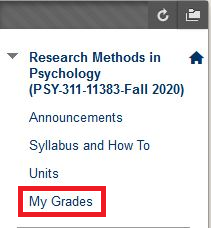 Research Methods in
Psychology
(PSY-311-11383-Fall 2020)
Announcements
Syllabus and How To
Units
My Grades